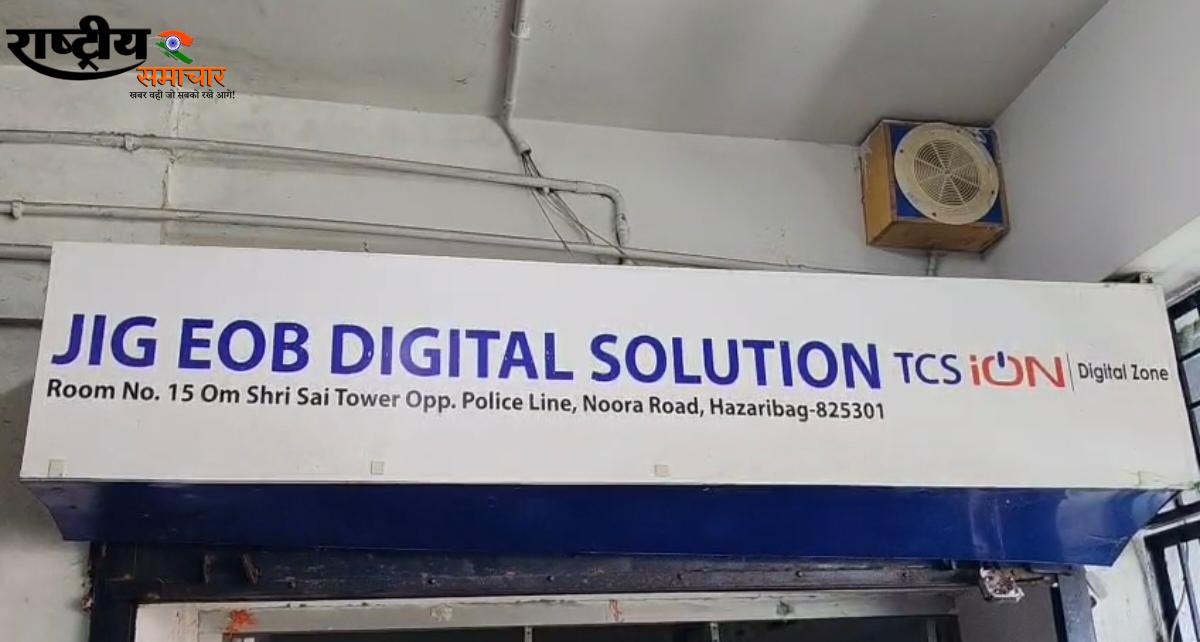 राष्ट्रीय
समाचार
खबर वही जो सबको रखे आगे!
JIG EOB DIGITAL SOLUTION TCS iON Digital Zone
Room No. 15 Om Shri Sai Tower Opp. Police Line, Noora Road, Hazaribag-825301